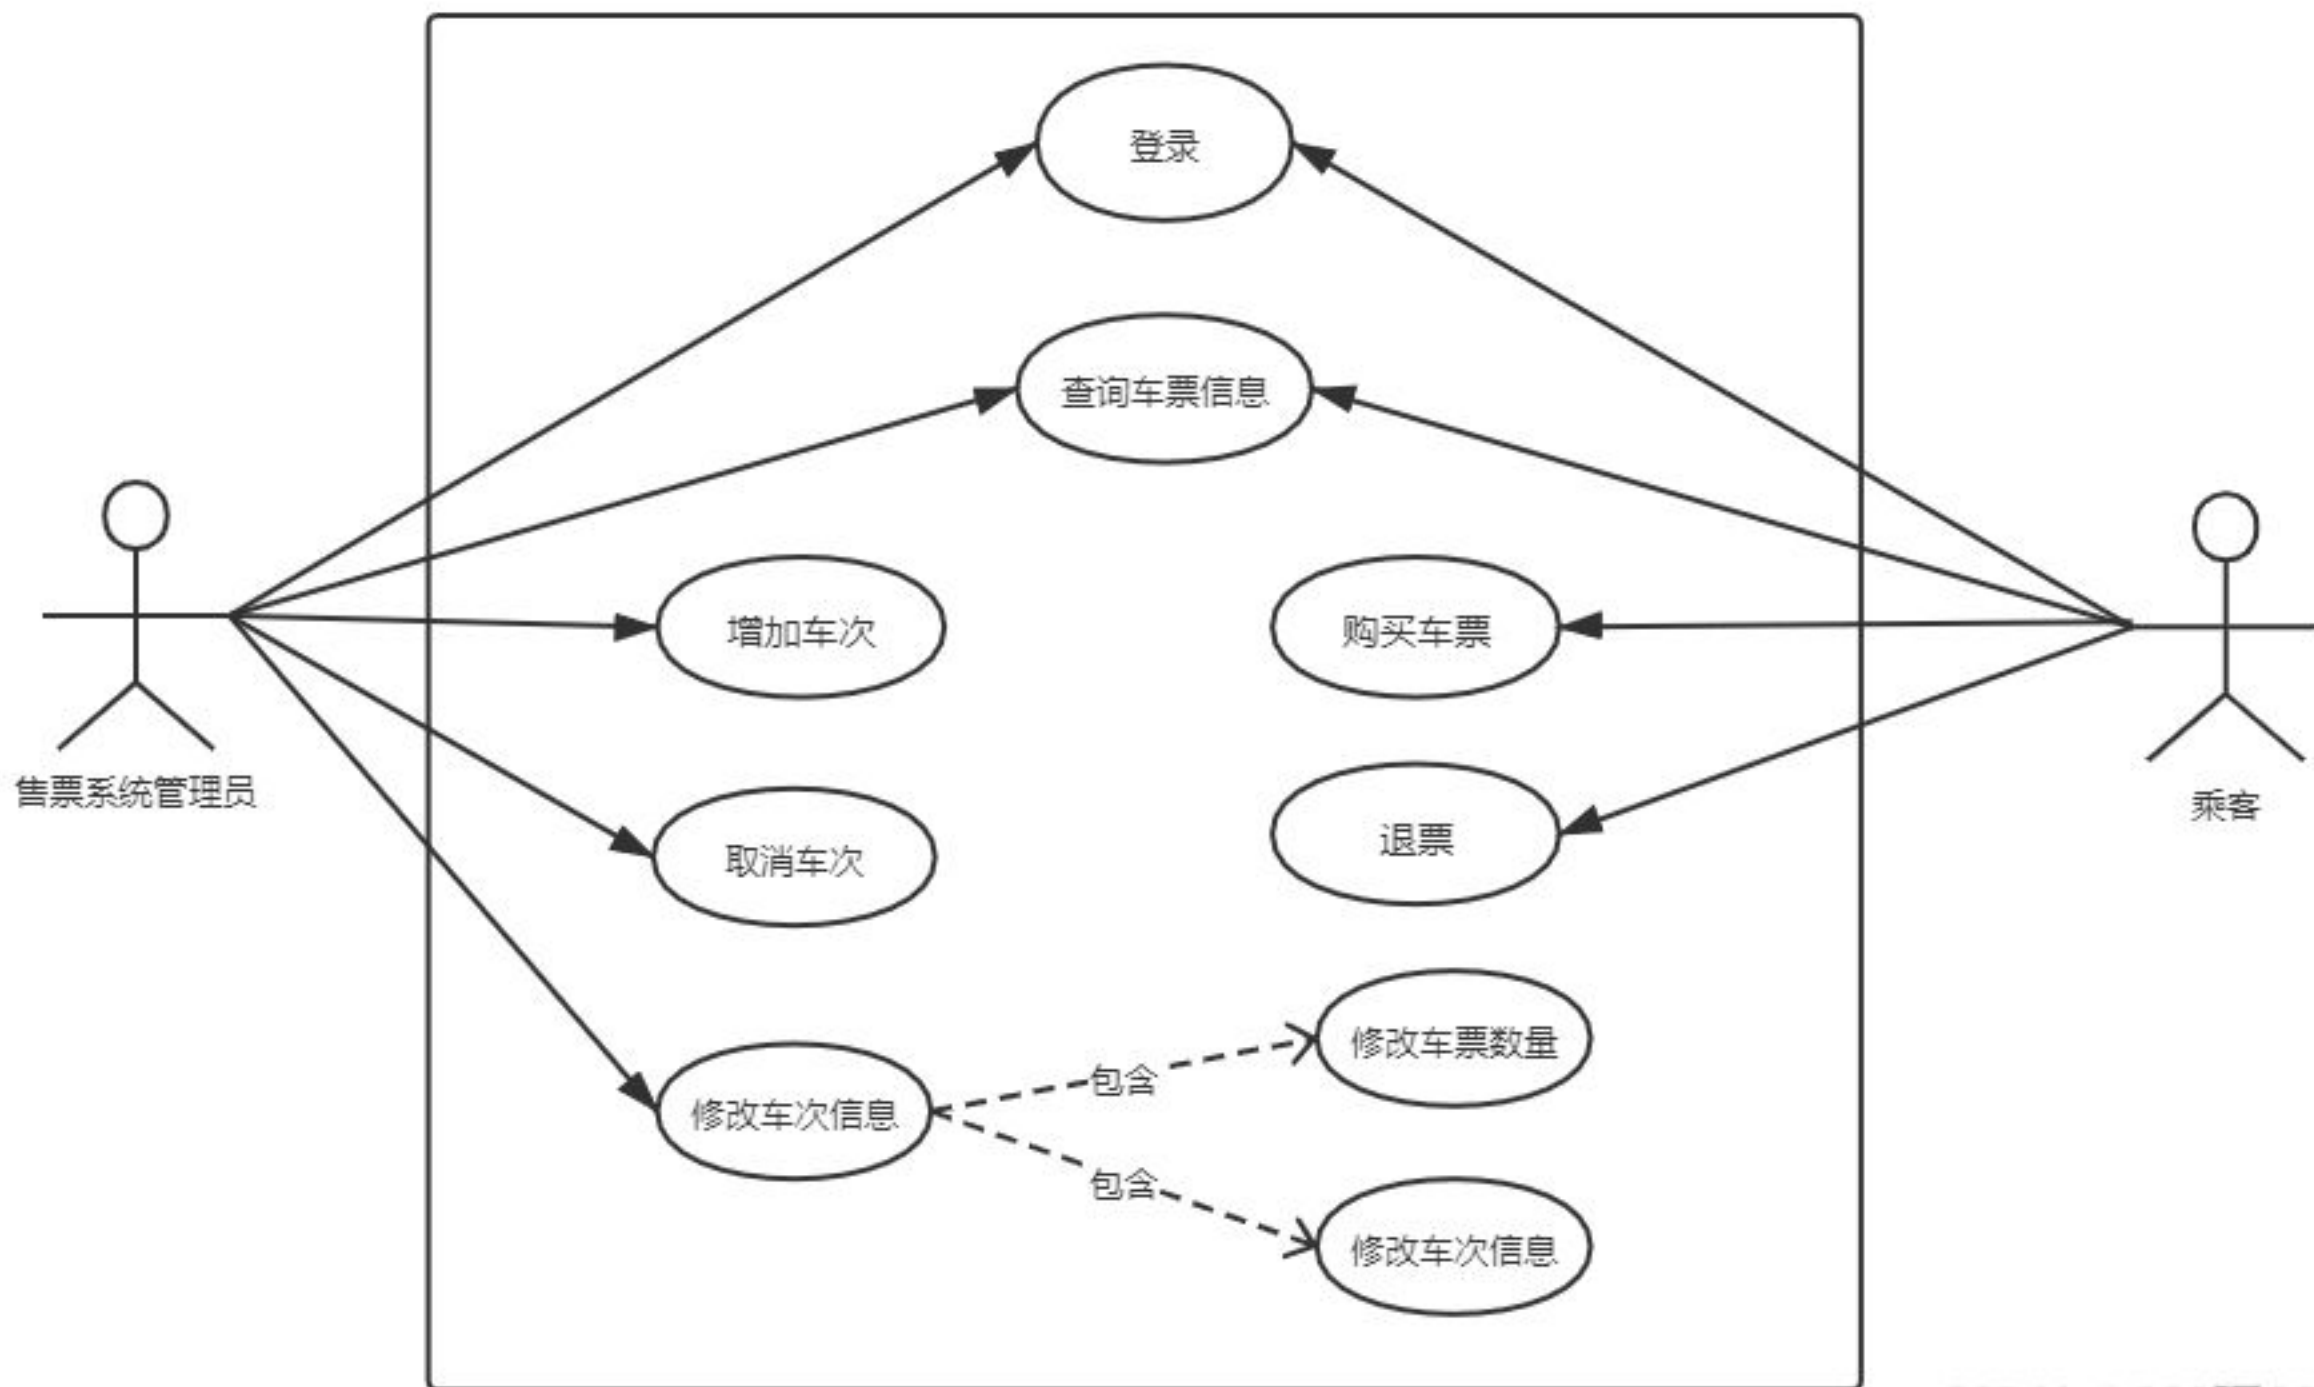 登录
查询车票信息
增加车次
购买车票
售票系统管理员
乘客
取消车次
退票
修改车票数量
包含
修改车次信息
包含
修改车次信息